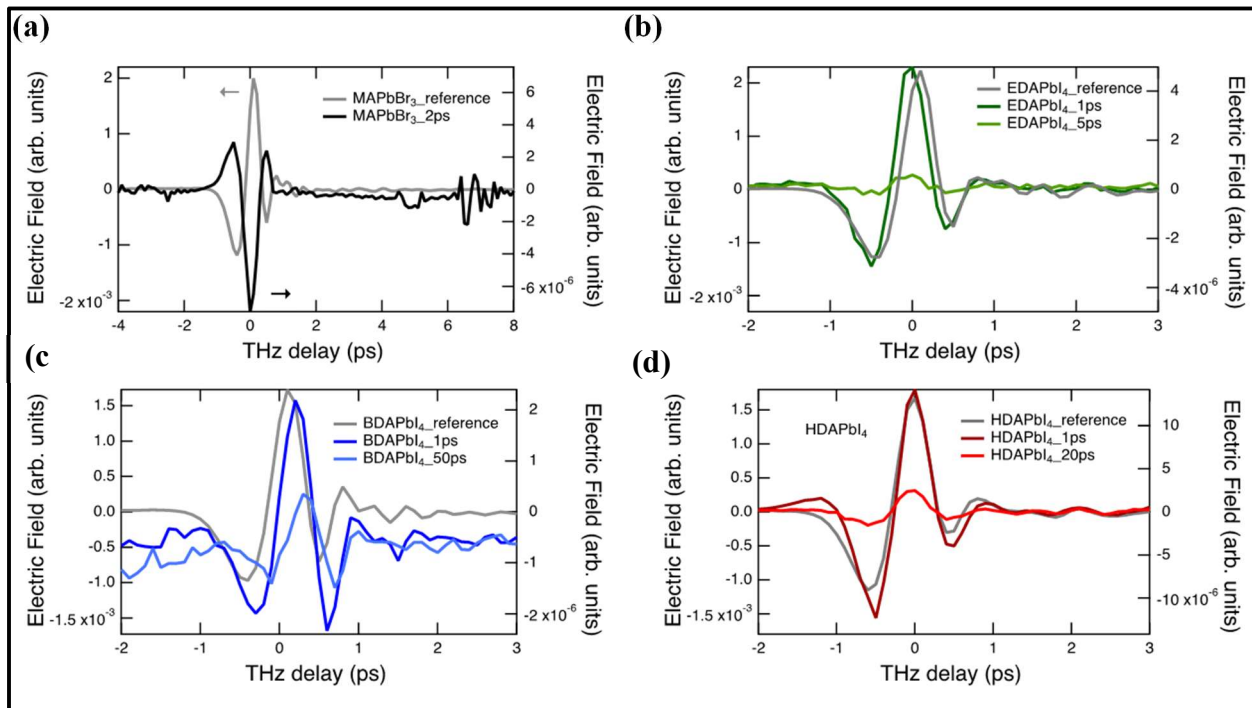 (a)
Electric Field (arb. units)
2
1
0
-1
-2 x10⁻³
MAPbBr₃_reference
MAPbBr₃_2ps
6
4
2
0
-2
-4
-6 x10⁻⁶
Electric Field (arb. units)
-4 -2 0 2 4 6 8
THz delay (ps)
(b)
Electric Field (arb. units)
2
1
0
-1
-2 x10⁻³
EDAPbI₄_reference
EDAPbI₄_1ps
EDAPbI₄_5ps
4
2
0
-2
-4 x10⁻⁶
Electric Field (arb. units)
-2 -1 0 1 2 3
THz delay (ps)
(c)
Electric Field (arb. units)
1.5
1.0
0.5
0.0
-0.5
-1.0
-1.5 x10⁻³
BDAPbI₄_reference
BDAPbI₄_1ps
BDAPbI₄_50ps
2
1
0
-1
-2 x10⁻⁶
Electric Field (arb. units)
-2 -1 0 1 2 3
THz delay (ps)
(d)
Electric Field (arb. units)
1.5
1.0
0.5
0.0
-0.5
-1.0
-1.5 x10⁻³
HDAPbI₄
HDAPbI₄_reference
HDAPbI₄_1ps
HDAPbI₄_20ps
10
5
0
-5
-10 x10⁻⁶
Electric Field (arb. units)
-2 -1 0 1 2 3
THz delay (ps)